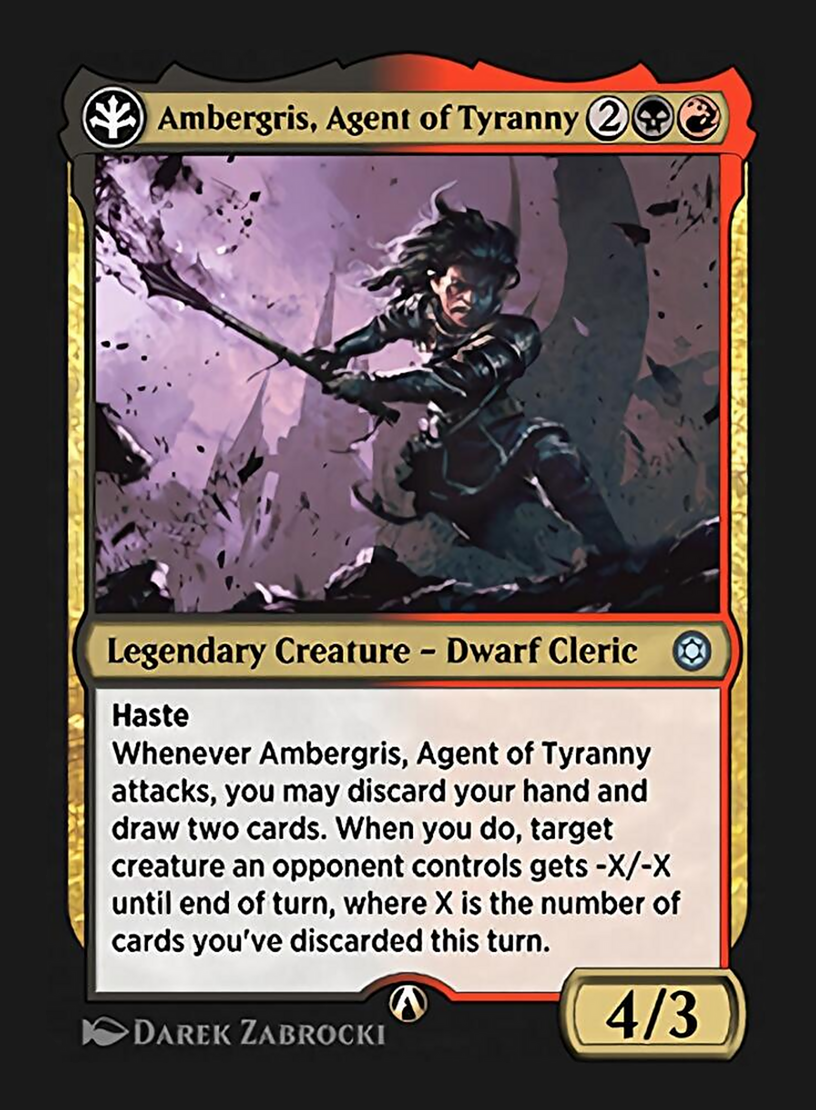 Ambergris, Agent of Tyranny 2
Legendary Creature – Dwarf Cleric
Haste
Whenever Ambergris, Agent of Tyranny
attacks, you may discard your hand and
draw two cards. When you do, target
creature an opponent controls gets -X/-X
until end of turn, where X is the number of
cards you've discarded this turn.
4/3
DAREK ZABROCKI